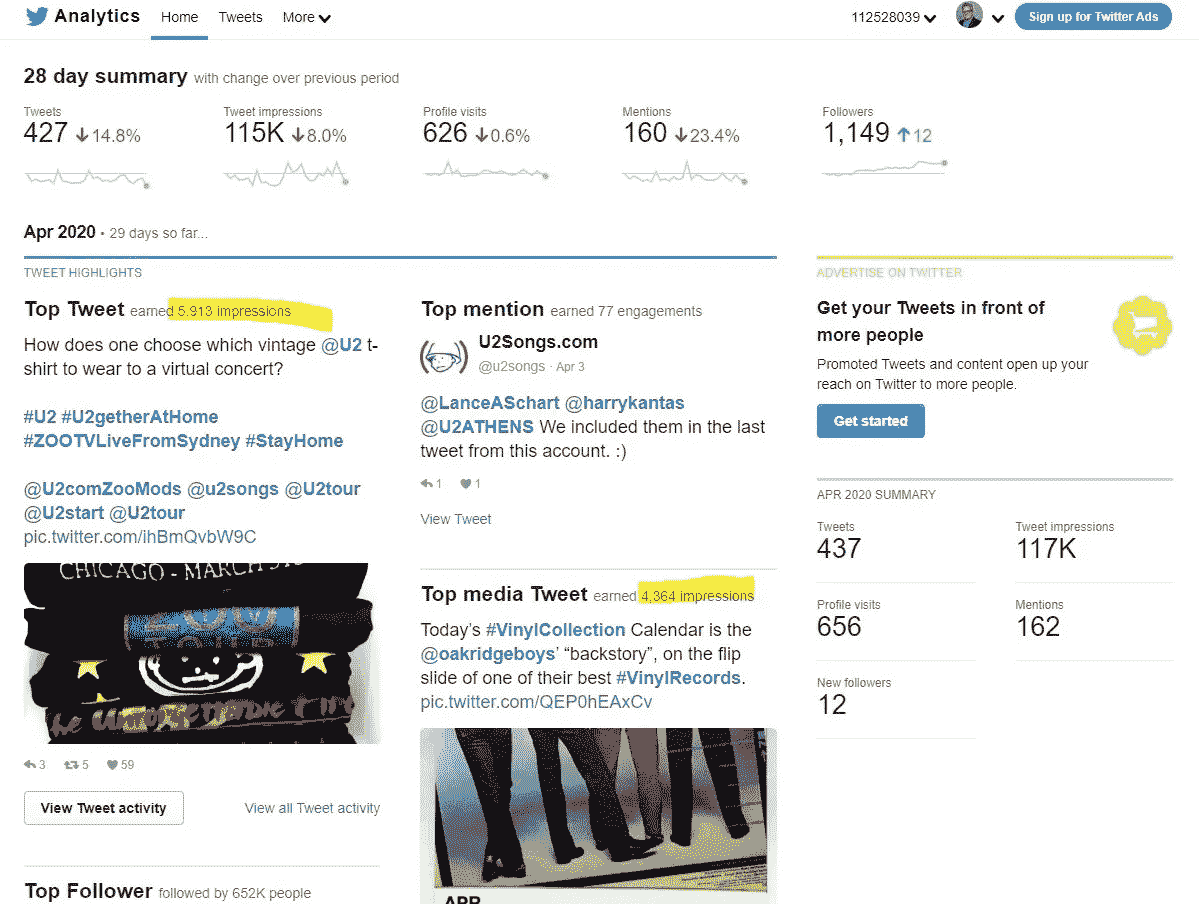 Analytics Home Tweets More 112528039 Sign up for Twitter Ads
28 day summary with change over previous period
Tweets
427 14.8%
Tweet impressions
115K 8.0%
Profile visits
626 0.6%
Mentions
160 23.4%
Followers
1,149 12
Apr 2020 • 29 days so far...
TWEET HIGHLIGHTS
Top Tweet earned 5,913 impressions
How does one choose which vintage @U2 t-
shirt to wear to a virtual concert?
#U2 #U2getherAtHome
#ZOOTVLiveFromSydney #StayHome
@U2comZooMods @u2songs @U2tour
@U2start @U2tour
pic.twitter.com/ihBmQvbW9C
CHICAGO - MARCH
3 5 59
View Tweet activity View all Tweet activity
Top Follower followed by 652K people
Top mention earned 77 engagements
U2Songs.com
@u2songs · Apr 3
@LanceASchart @harrykantas
@U2ATHENS We included them in the last
tweet from this account. :)
1 1
View Tweet
Top media Tweet earned 4,364 impressions
Today's #VinylCollection Calendar is the
@oakridgeboys' “backstory”, on the flip
slide of one of their best #VinylRecords.
pic.twitter.com/QEP0hEAxCv
APR
ADVERTISE ON TWITTER
Get your Tweets in front of
more people
Promoted Tweets and content open up your
reach on Twitter to more people.
Get started
APR 2020 SUMMARY
Tweets
437
Tweet impressions
117K
Profile visits
656
Mentions
162
New followers
12